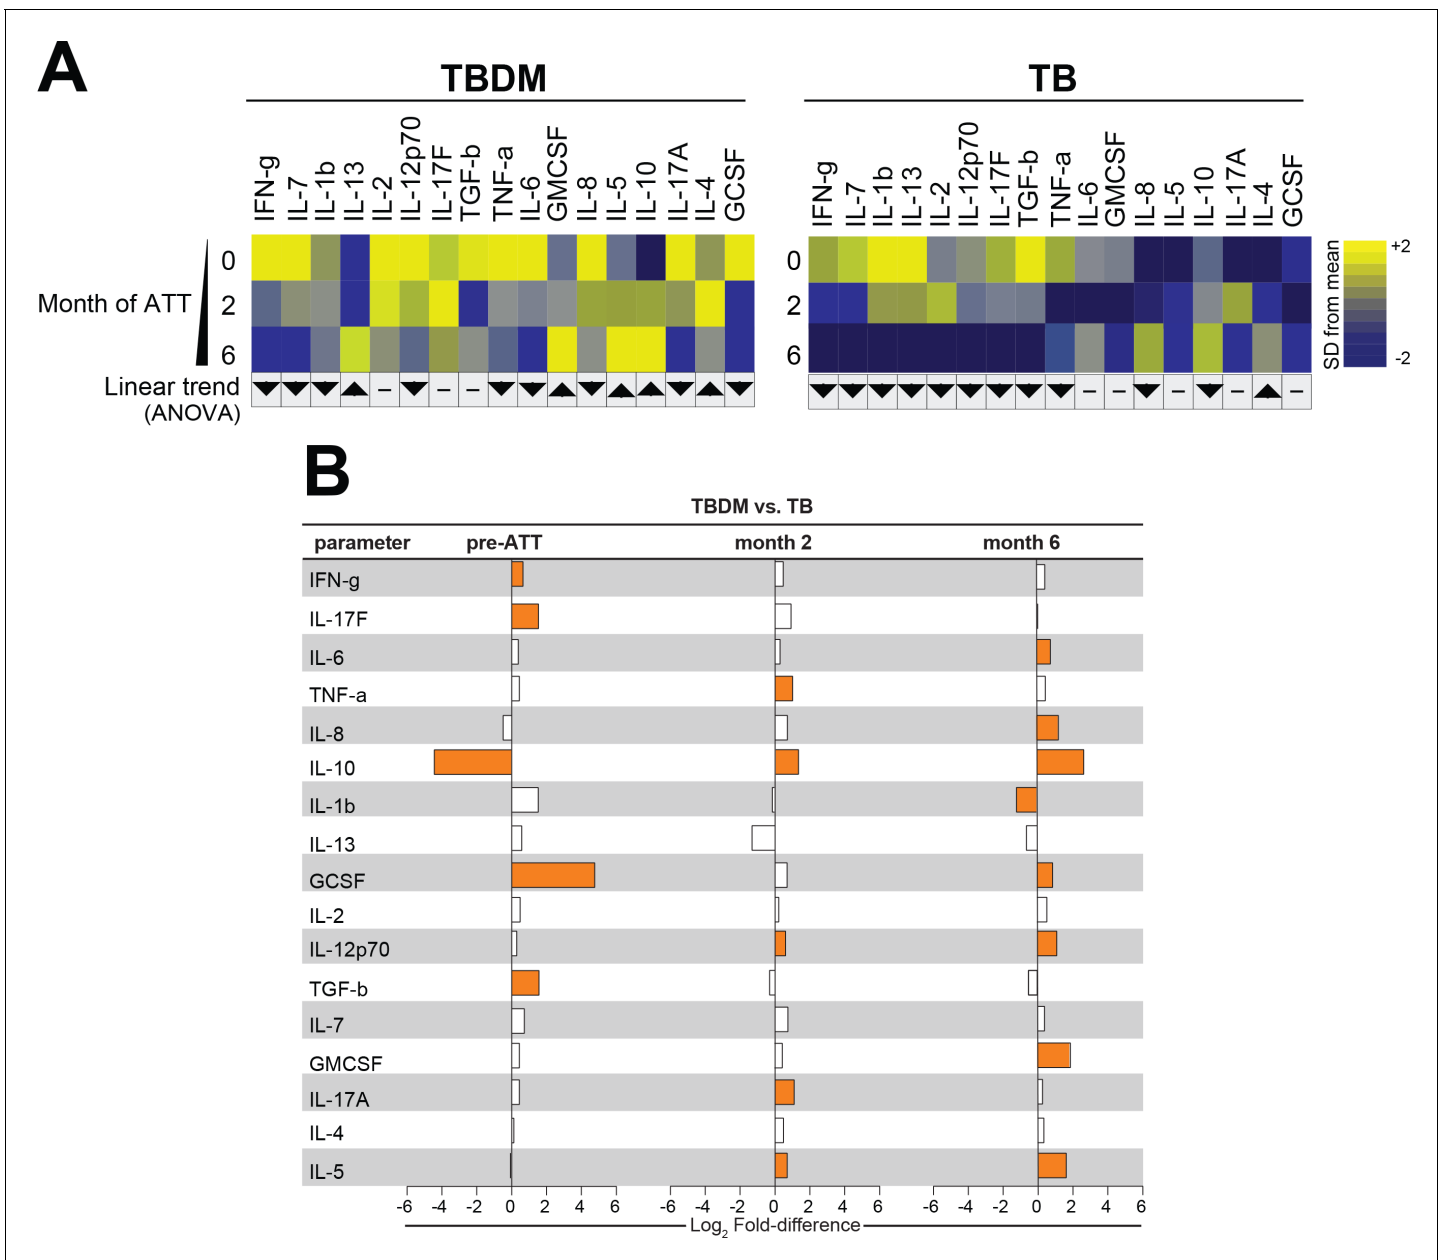 A
TBDM
TB
IFN-g IL-7 IL-1b IL-13 IL-2 IL-12p70 IL-17F TGF-b TNF-a IL-6 GMCSF IL-8 IL-5 IL-10 IL-17A IL-4 GCSF
IFN-g IL-7 IL-1b IL-13 IL-2 IL-12p70 IL-17F TGF-b TNF-a IL-6 GMCSF IL-8 IL-5 IL-10 IL-17A IL-4 GCSF
Month of ATT
0
2
6
0
2
6
SD from mean
+2
-2
Linear trend
(ANOVA)
B
TBDM vs. TB
parameter pre-ATT month 2 month 6
IFN-g
IL-17F
IL-6
TNF-a
IL-8
IL-10
IL-1b
IL-13
GCSF
IL-2
IL-12p70
TGF-b
IL-7
GMCSF
IL-17A
IL-4
IL-5
-6 -4 -2 0 2 4 6 -6 -4 -2 0 2 4 6 -6 -4 -2 0 2 4 6
Log2 Fold-difference